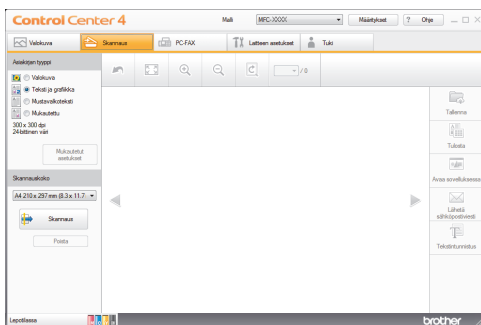 Control Center 4
Malli
MFC-XXXX
Määritykset
?
Ohje
Valokuva
Skannaus
PC-FAX
Laitteen asetukset
Tuki
Asiakirjan tyyppi
Valokuva
Teksti ja grafiikka
Mustavalkoteksti
Mukautettu
300 x 300 dpi
24-bittinen väri
Mukautetut
asetukset
Skannauskoko
A4 210 x 297 mm (8.3 x 11.7
Skannaus
Poista
/ 0
Tallenna
Tulosta
Avaa sovelluksessa
Lähetä
sähköpostiviesti
Tekstintunnistus
Lepotilassa
brother